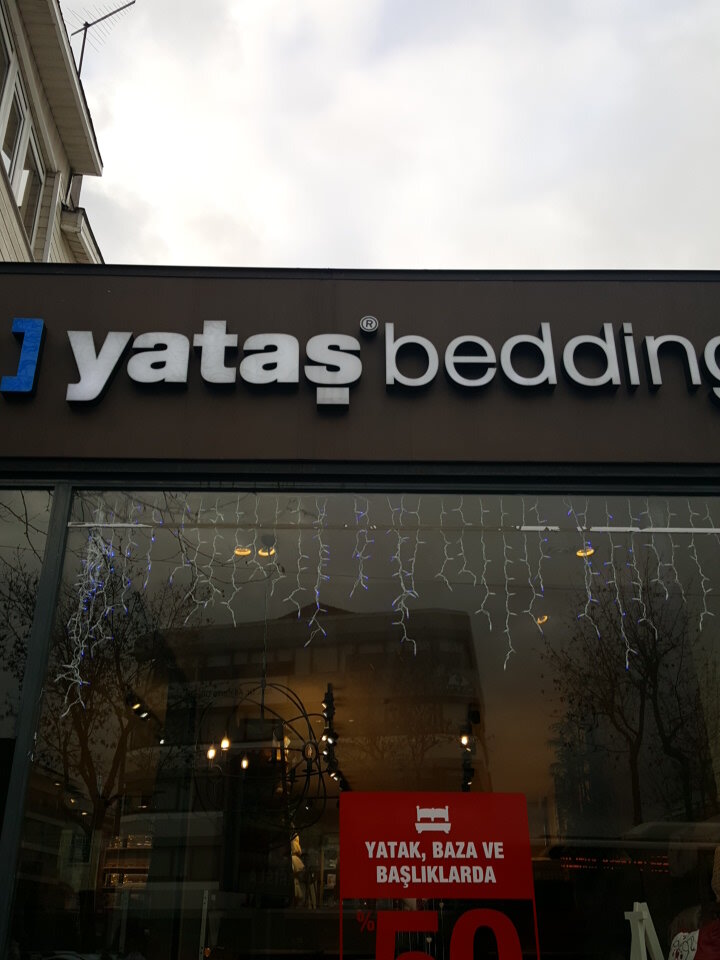 yataş® bedding
YATAK, BAZA VE
BAŞLIKLARDA
%50